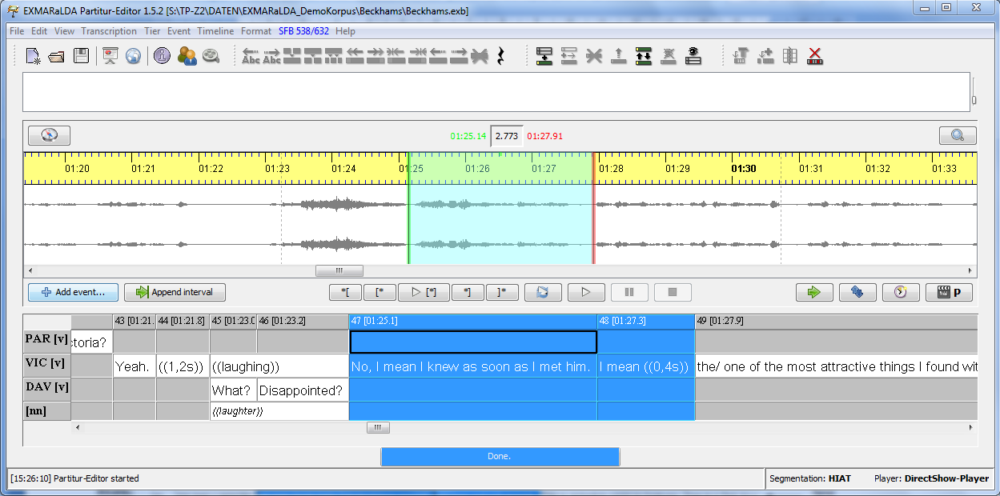 EXMARaLDA Partitur-Editor 1.5.2 [S:\TP-Z2\DATEN\EXMARaLDA_DemoKorpus\Beckhams\Beckhams.exb]
File Edit View Transcription Tier Event Timeline Format SFB 538/632 Help
Abc Abc
01:25.14 2.773 01:27.91
01:20 01:21 01:22 01:23 01:24 01:25 01:26 01:27 01:28 01:29 01:30 01:31 01:32 01:33
Add event... Append interval *[ [* [*] *] ]* P
43 [01:21. 44 [01:21.8] 45 [01:23.0 46 [01:23.2] 47 [01:25.1] 48 [01:27.3] 49 [01:27.9]
PAR [v] toria?
VIC [v] Yeah. ((1,2s)) ((laughing)) No, I mean I knew as soon as I met him. I mean ((0,4s)) the/ one of the most attractive things I found wit
DAV [v] What? Disappointed?
[nn] ((laughter))
Done.
[15:26:10] Partitur-Editor started Segmentation: HIAT Player: DirectShow-Player